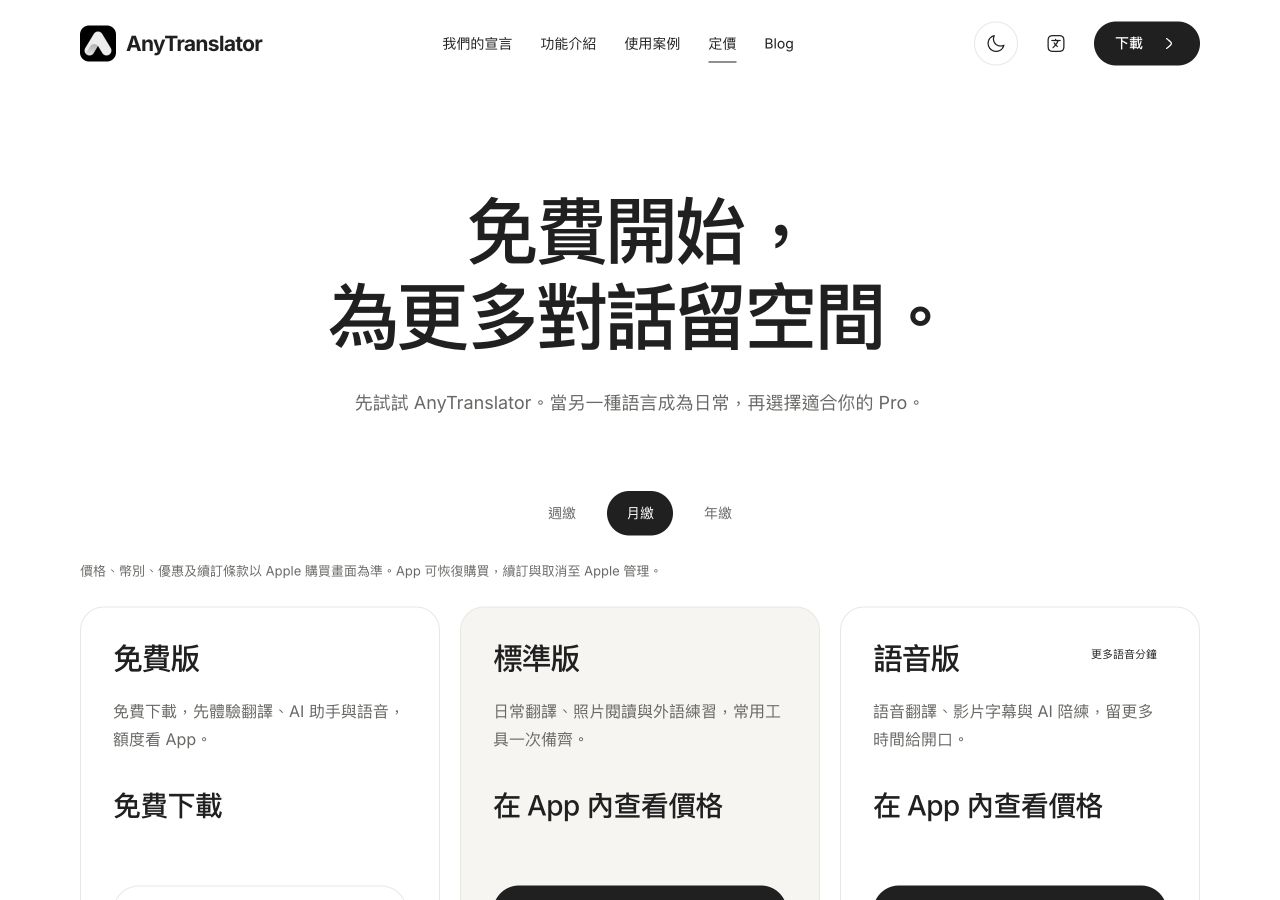 AnyTranslator
我們的宣言 功能介紹 使用案例 定價 Blog
下載
免費開始，
為更多對話留空間。
先試試 AnyTranslator。當另一種語言成為日常，再選擇適合你的 Pro。
週繳 月繳 年繳
價格、幣別、優惠及續訂條款以 Apple 購買畫面為準。App 可恢復購買，續訂與取消至 Apple 管理。
免費版
免費下載，先體驗翻譯、AI 助手與語音，
額度看 App。
免費下載
標準版
日常翻譯、照片閱讀與外語練習，常用工
具一次備齊。
在 App 內查看價格
語音版
更多語音分鐘
語音翻譯、影片字幕與 AI 陪練，留更多
時間給開口。
在 App 內查看價格